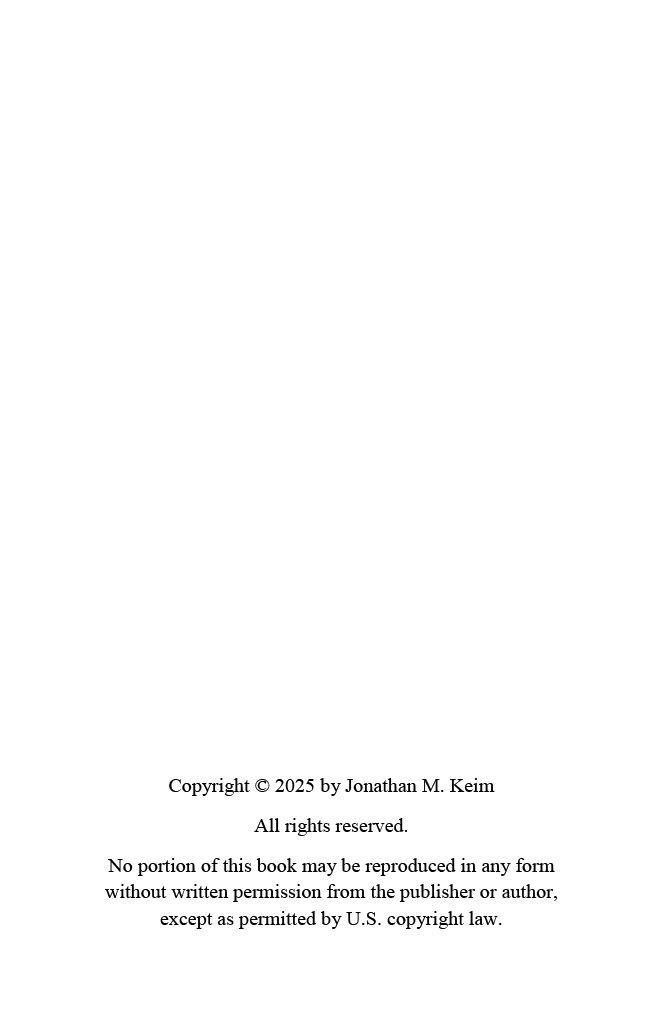 Copyright © 2025 by Jonathan M. Keim
All rights reserved.
No portion of this book may be reproduced in any form
without written permission from the publisher or author,
except as permitted by U.S. copyright law.